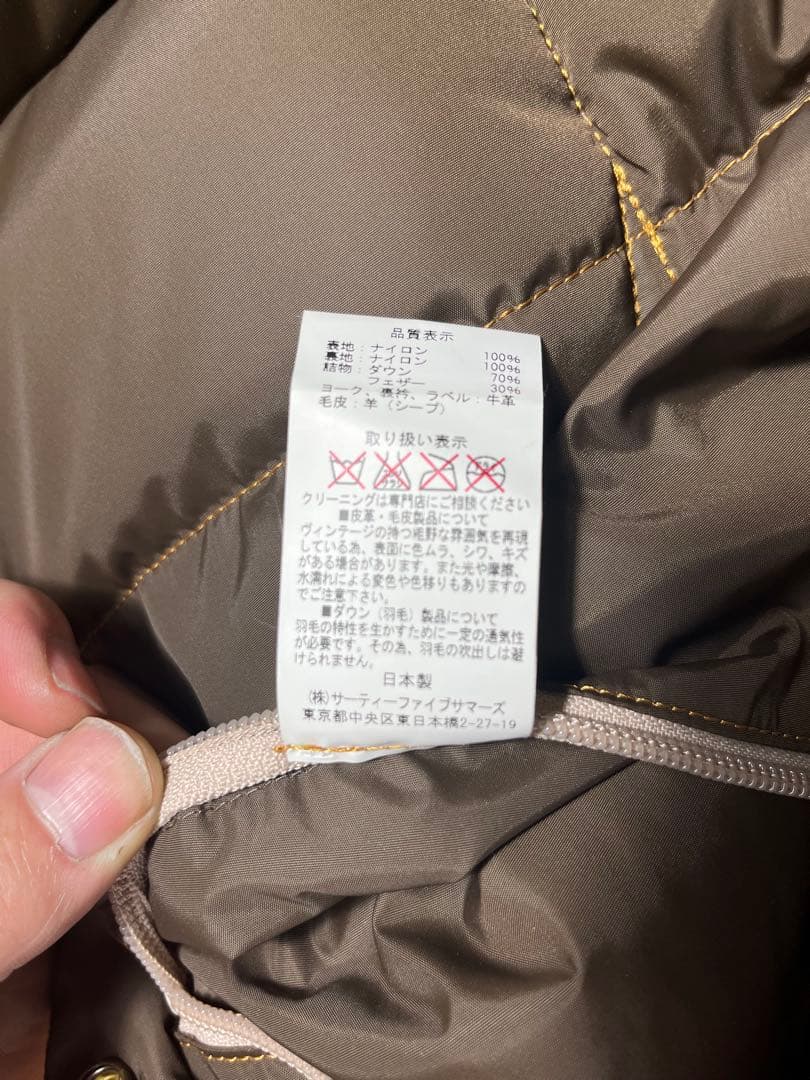 品質表示
表地：ナイロン 100%
裏地：ナイロン 100%
詰物：ダウン 70%
フェザー 30%
ヨーク、裏衿、ラベル：牛革
毛皮：羊（シープ）
取り扱い表示
クリーニングは専門店にご相談ください
■皮革・毛皮製品について
ヴィンテージの持つ粗野な雰囲気を再現
している為、表面に色ムラ、シワ、キズ
がある場合があります。また光や摩擦、
水濡れによる変色や色移りもありますの
でご注意下さい。
■ダウン（羽毛）製品について
羽毛の特性を生かすために一定の通気性
が必要です。その為、羽毛の吹出しは避
けられません。
日本製
（株）サーティーファイブサマーズ
東京都中央区東日本橋2-27-19